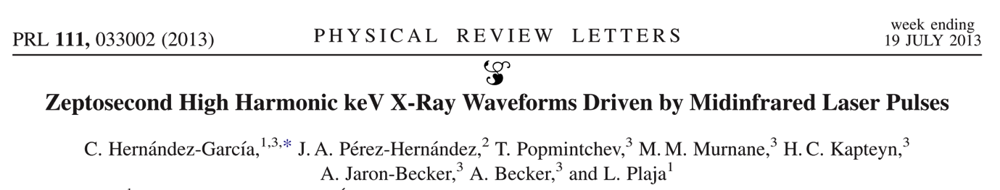 PRL 111, 033002 (2013)
PHYSICAL REVIEW LETTERS
week ending
19 JULY 2013
Zeptosecond High Harmonic keV X-Ray Waveforms Driven by Midinfrared Laser Pulses
C. Hernández-García,1,3,* J. A. Pérez-Hernández,2 T. Popmintchev,3 M. M. Murnane,3 H. C. Kapteyn,3
A. Jaron-Becker,3 A. Becker,3 and L. Plaja1